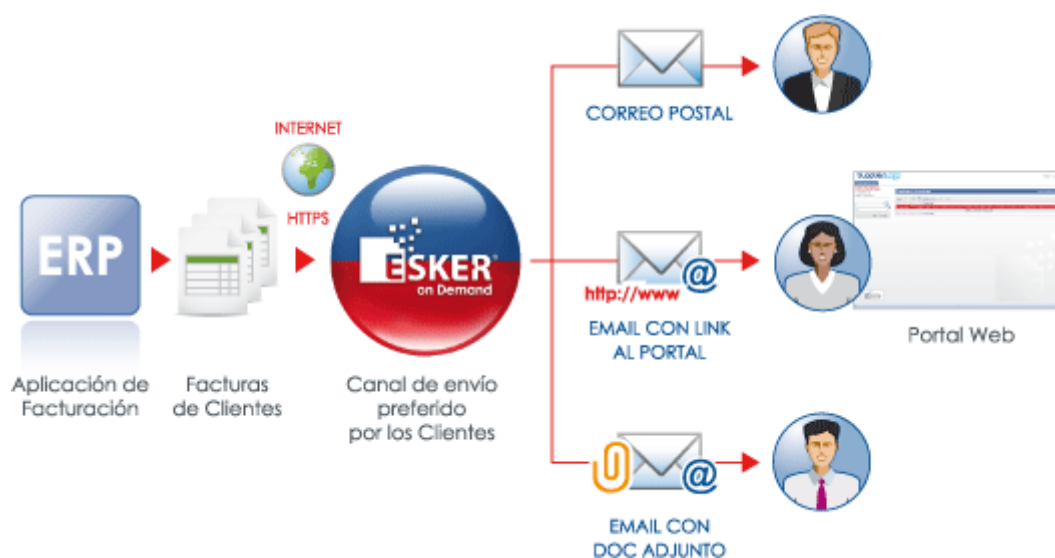 CORREO POSTAL
INTERNET
HTTPS
ERP
ESKER
on Demand
http://www
@
EMAIL CON LINK
AL PORTAL
Portal Web
Aplicación de
Facturación
Facturas
de Clientes
Canal de envío
preferido
por los Clientes
@
EMAIL CON
DOC ADJUNTO